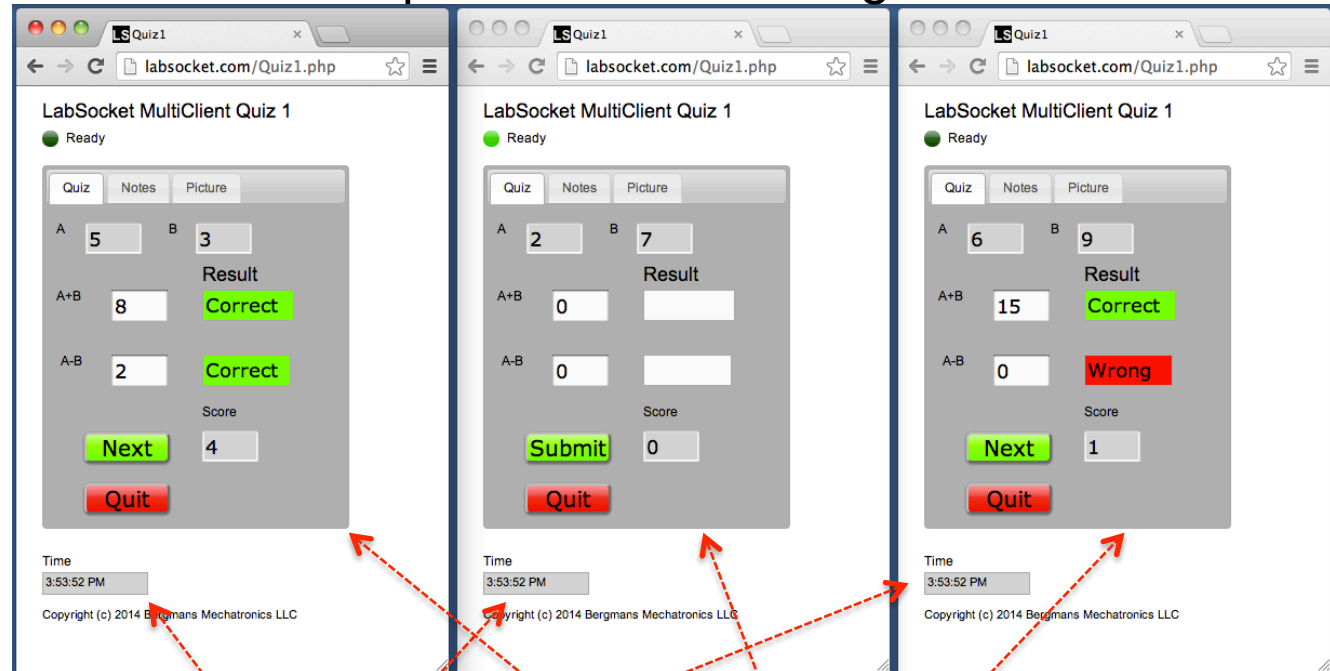 LS Quiz1
labsocket.com/Quiz1.php
LabSocket MultiClient Quiz 1
Ready
Quiz Notes Picture
A 5 B 3
Result
A+B 8 Correct
A-B 2 Correct
Score
Next 4
Quit
Time
3:53:52 PM
Copyright (c) 2014 Bergmans Mechatronics LLC
LS Quiz1
labsocket.com/Quiz1.php
LabSocket MultiClient Quiz 1
Ready
Quiz Notes Picture
A 2 B 7
Result
A+B 0
A-B 0
Score
Submit 0
Quit
Time
3:53:52 PM
Copyright (c) 2014 Bergmans Mechatronics LLC
LS Quiz1
labsocket.com/Quiz1.php
LabSocket MultiClient Quiz 1
Ready
Quiz Notes Picture
A 6 B 9
Result
A+B 15 Correct
A-B 0 Wrong
Score
Next 1
Quit
Time
3:53:52 PM
Copyright (c) 2014 Bergmans Mechatronics LLC